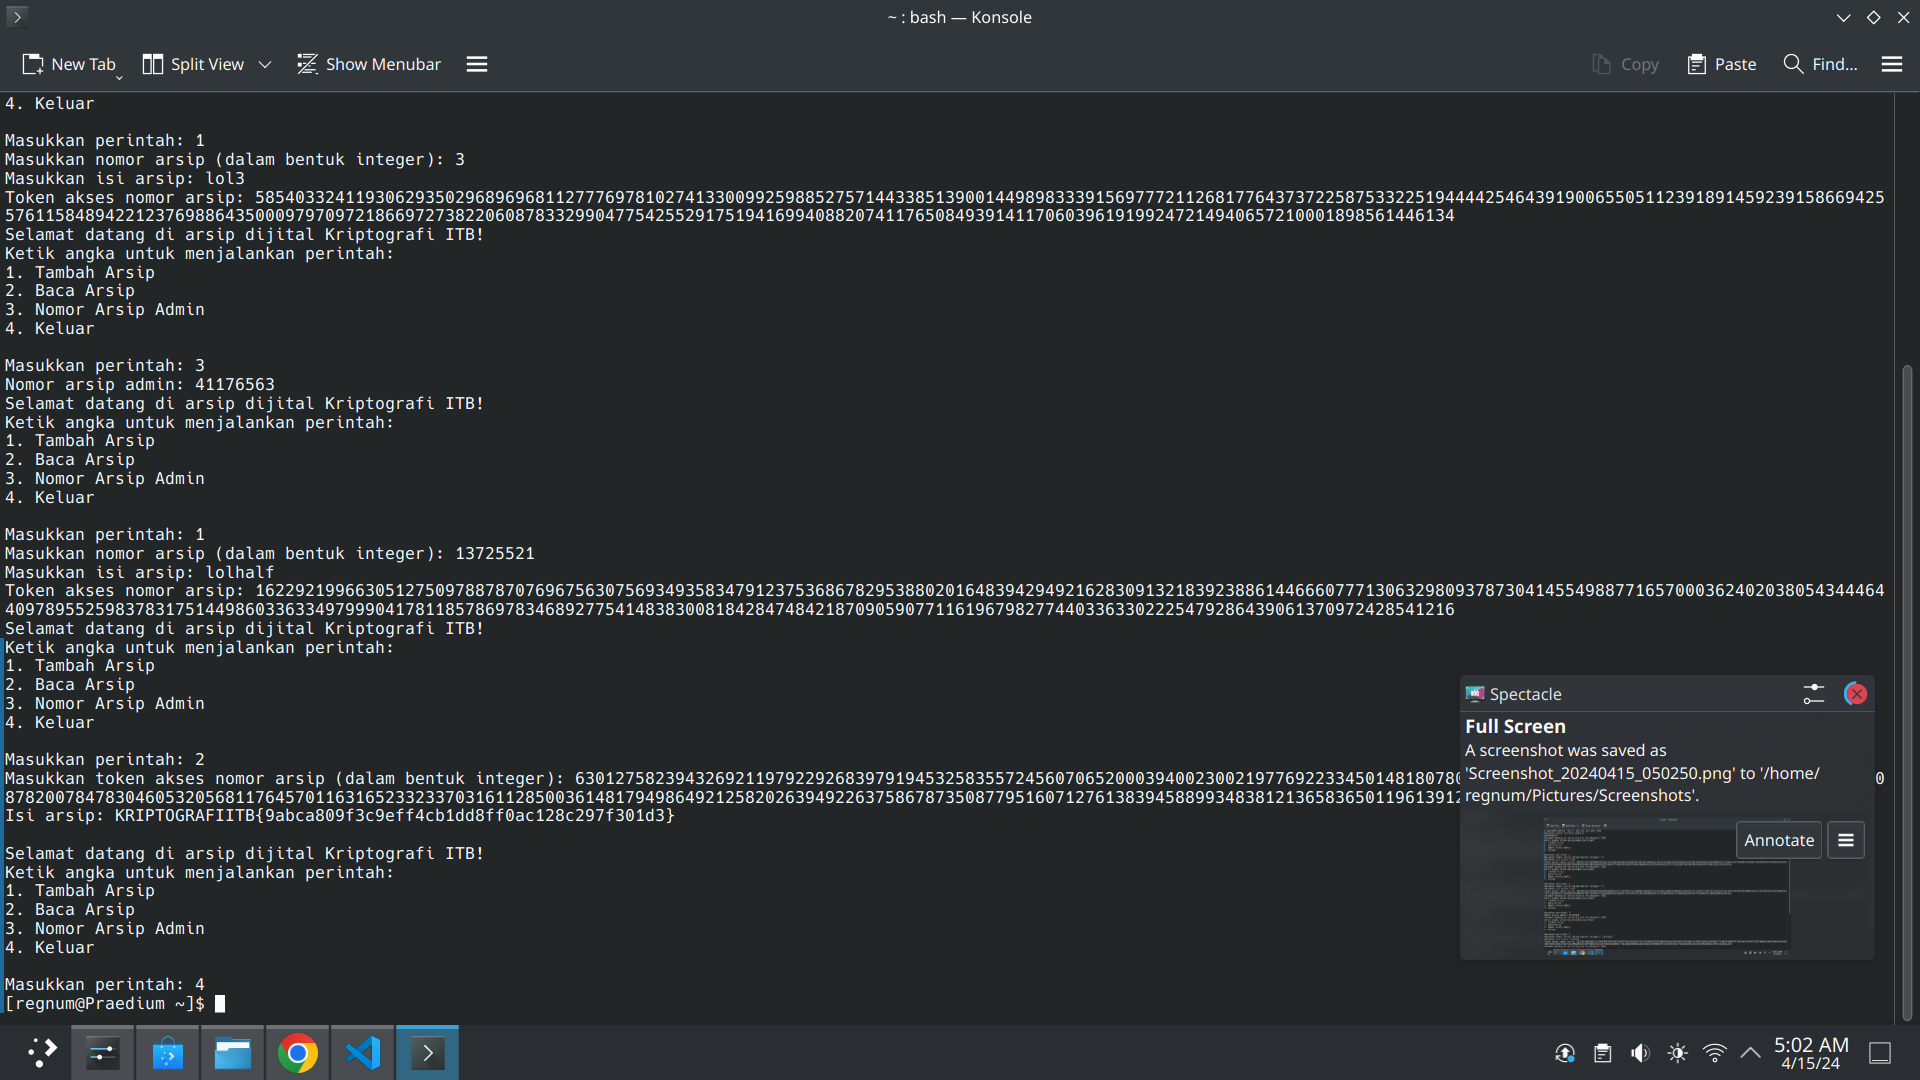 ~ : bash — Konsole
New Tab Split View Show Menubar Copy Paste Find...
4. Keluar
Masukkan perintah: 1
Masukkan nomor arsip (dalam bentuk integer): 3
Masukkan isi arsip: lol3
Token akses nomor arsip:
Selamat datang di arsip dijital Kriptografi ITB!
Ketik angka untuk menjalankan perintah:
1. Tambah Arsip
2. Baca Arsip
3. Nomor Arsip Admin
4. Keluar
Masukkan perintah: 3
Nomor arsip admin: 41176563
Selamat datang di arsip dijital Kriptografi ITB!
Ketik angka untuk menjalankan perintah:
1. Tambah Arsip
2. Baca Arsip
3. Nomor Arsip Admin
4. Keluar
Masukkan perintah: 1
Masukkan nomor arsip (dalam bentuk integer): 13725521
Masukkan isi arsip: lolhalf
Token akses nomor arsip:
Selamat datang di arsip dijital Kriptografi ITB!
Ketik angka untuk menjalankan perintah:
1. Tambah Arsip
2. Baca Arsip
3. Nomor Arsip Admin
4. Keluar
Masukkan perintah: 2
Masukkan token akses nomor arsip (dalam bentuk integer):
Isi arsip: KRIPTOGRAFIITB{9abca809f3c9eff4cb1dd8ff0ac128c297f301d3}
Selamat datang di arsip dijital Kriptografi ITB!
Ketik angka untuk menjalankan perintah:
1. Tambah Arsip
2. Baca Arsip
3. Nomor Arsip Admin
4. Keluar
Masukkan perintah: 4
[regnum@Praedium ~]$
Spectacle
Full Screen
A screenshot was saved as
'Screenshot_20240415_050250.png' to '/home/
regnum/Pictures/Screenshots'.
Annotate
5:02 AM
4/15/24